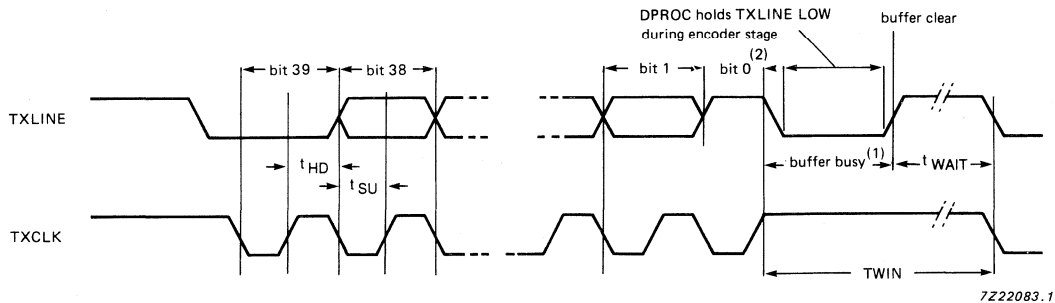 DPROC holds TXLINE LOW
during encoder stage
buffer clear
bit 39
bit 38
bit 1
bit 0 (2)
TXLINE
t HD
t SU
buffer busy (1)
t WAIT
TXCLK
TWIN
7Z22083.1